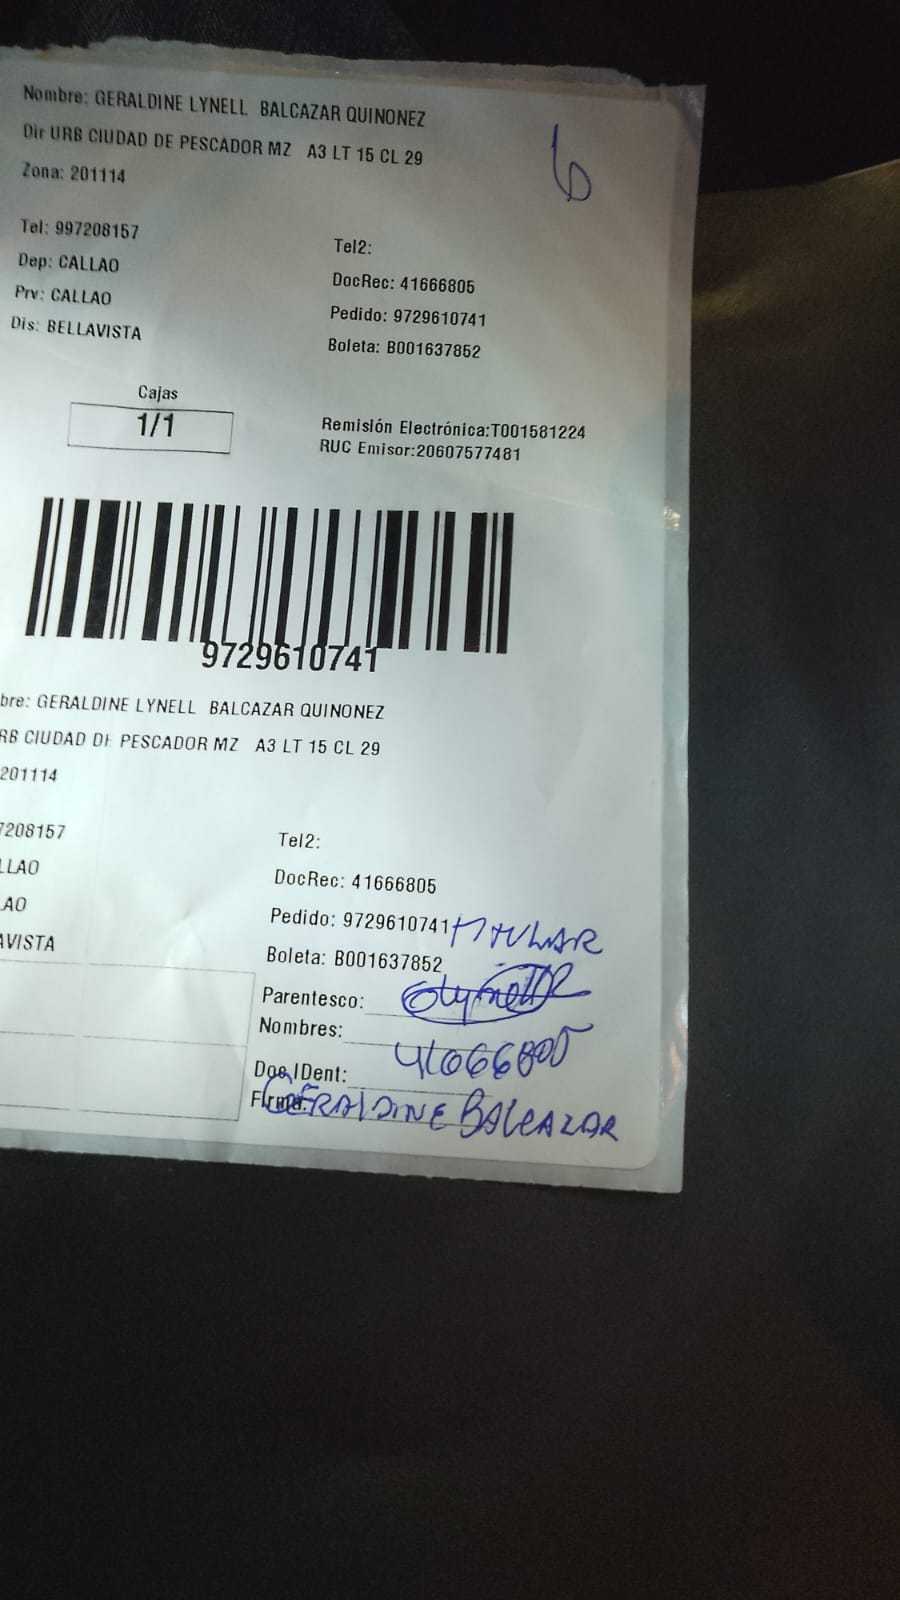 Nombre: GERALDINE LYNELL BALCAZAR QUINONEZ
6
Dir URB CIUDAD DE PESCADOR MZ A3 LT 15 CL 29
Zona: 201114
Tel: 997208157
Tel2:
Dep: CALLAO
DocRec: 41666805
Prv: CALLAO
Pedido: 9729610741
Dis: BELLAVISTA
Boleta: B001637852
Cajas
1/1
Remisión Electrónica:T001581224
RUC Emisor:20607577481
9729610741
bre: GERALDINE LYNELL BALCAZAR QUINONEZ
RB CIUDAD DE PESCADOR MZ A3 LT 15 CL 29
201114
7208157
Tel2:
LLAO
DocRec: 41666805
AO
Pedido: 9729610741 TITULAR
AVISTA
Boleta: B001637852
Parentesco:
Nombres:
Doc.IDent: 41666805
Firma: GERALDINE BALCAZAR